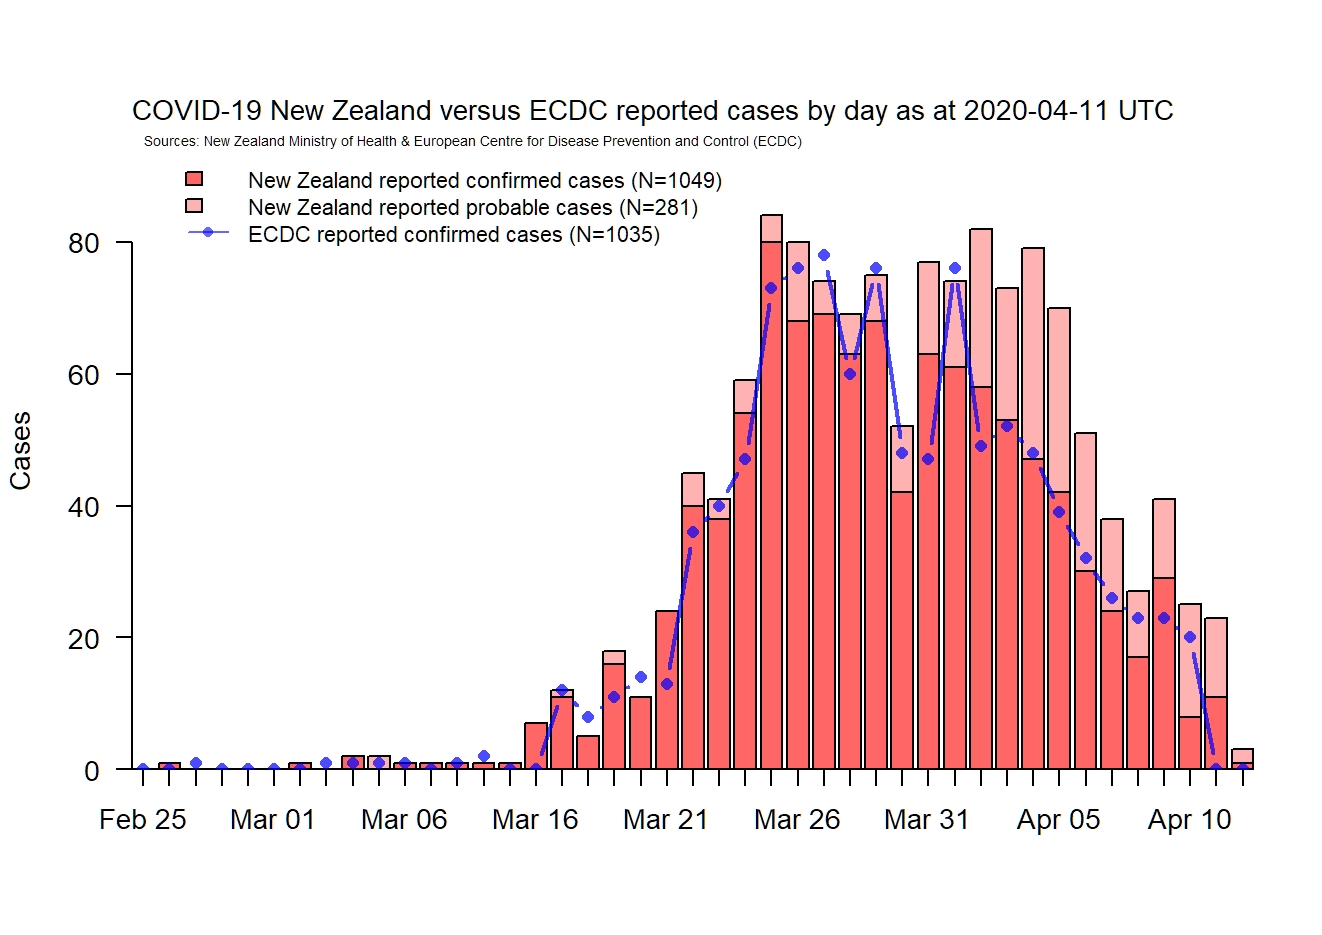 COVID-19 New Zealand versus ECDC reported cases by day as at 2020-04-11 UTC
Sources: New Zealand Ministry of Health & European Centre for Disease Prevention and Control (ECDC)
New Zealand reported confirmed cases (N=1049)
New Zealand reported probable cases (N=281)
ECDC reported confirmed cases (N=1035)
80
60
40
20
0
Cases
Feb 25 Mar 01 Mar 06 Mar 16 Mar 21 Mar 26 Mar 31 Apr 05 Apr 10